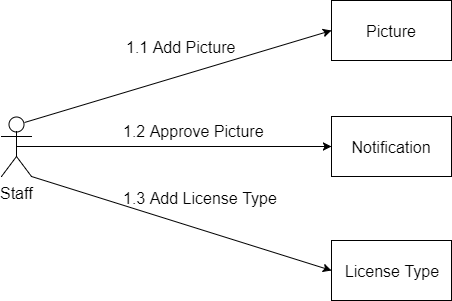 1.1 Add Picture
Picture
1.2 Approve Picture
Notification
Staff
1.3 Add License Type
License Type